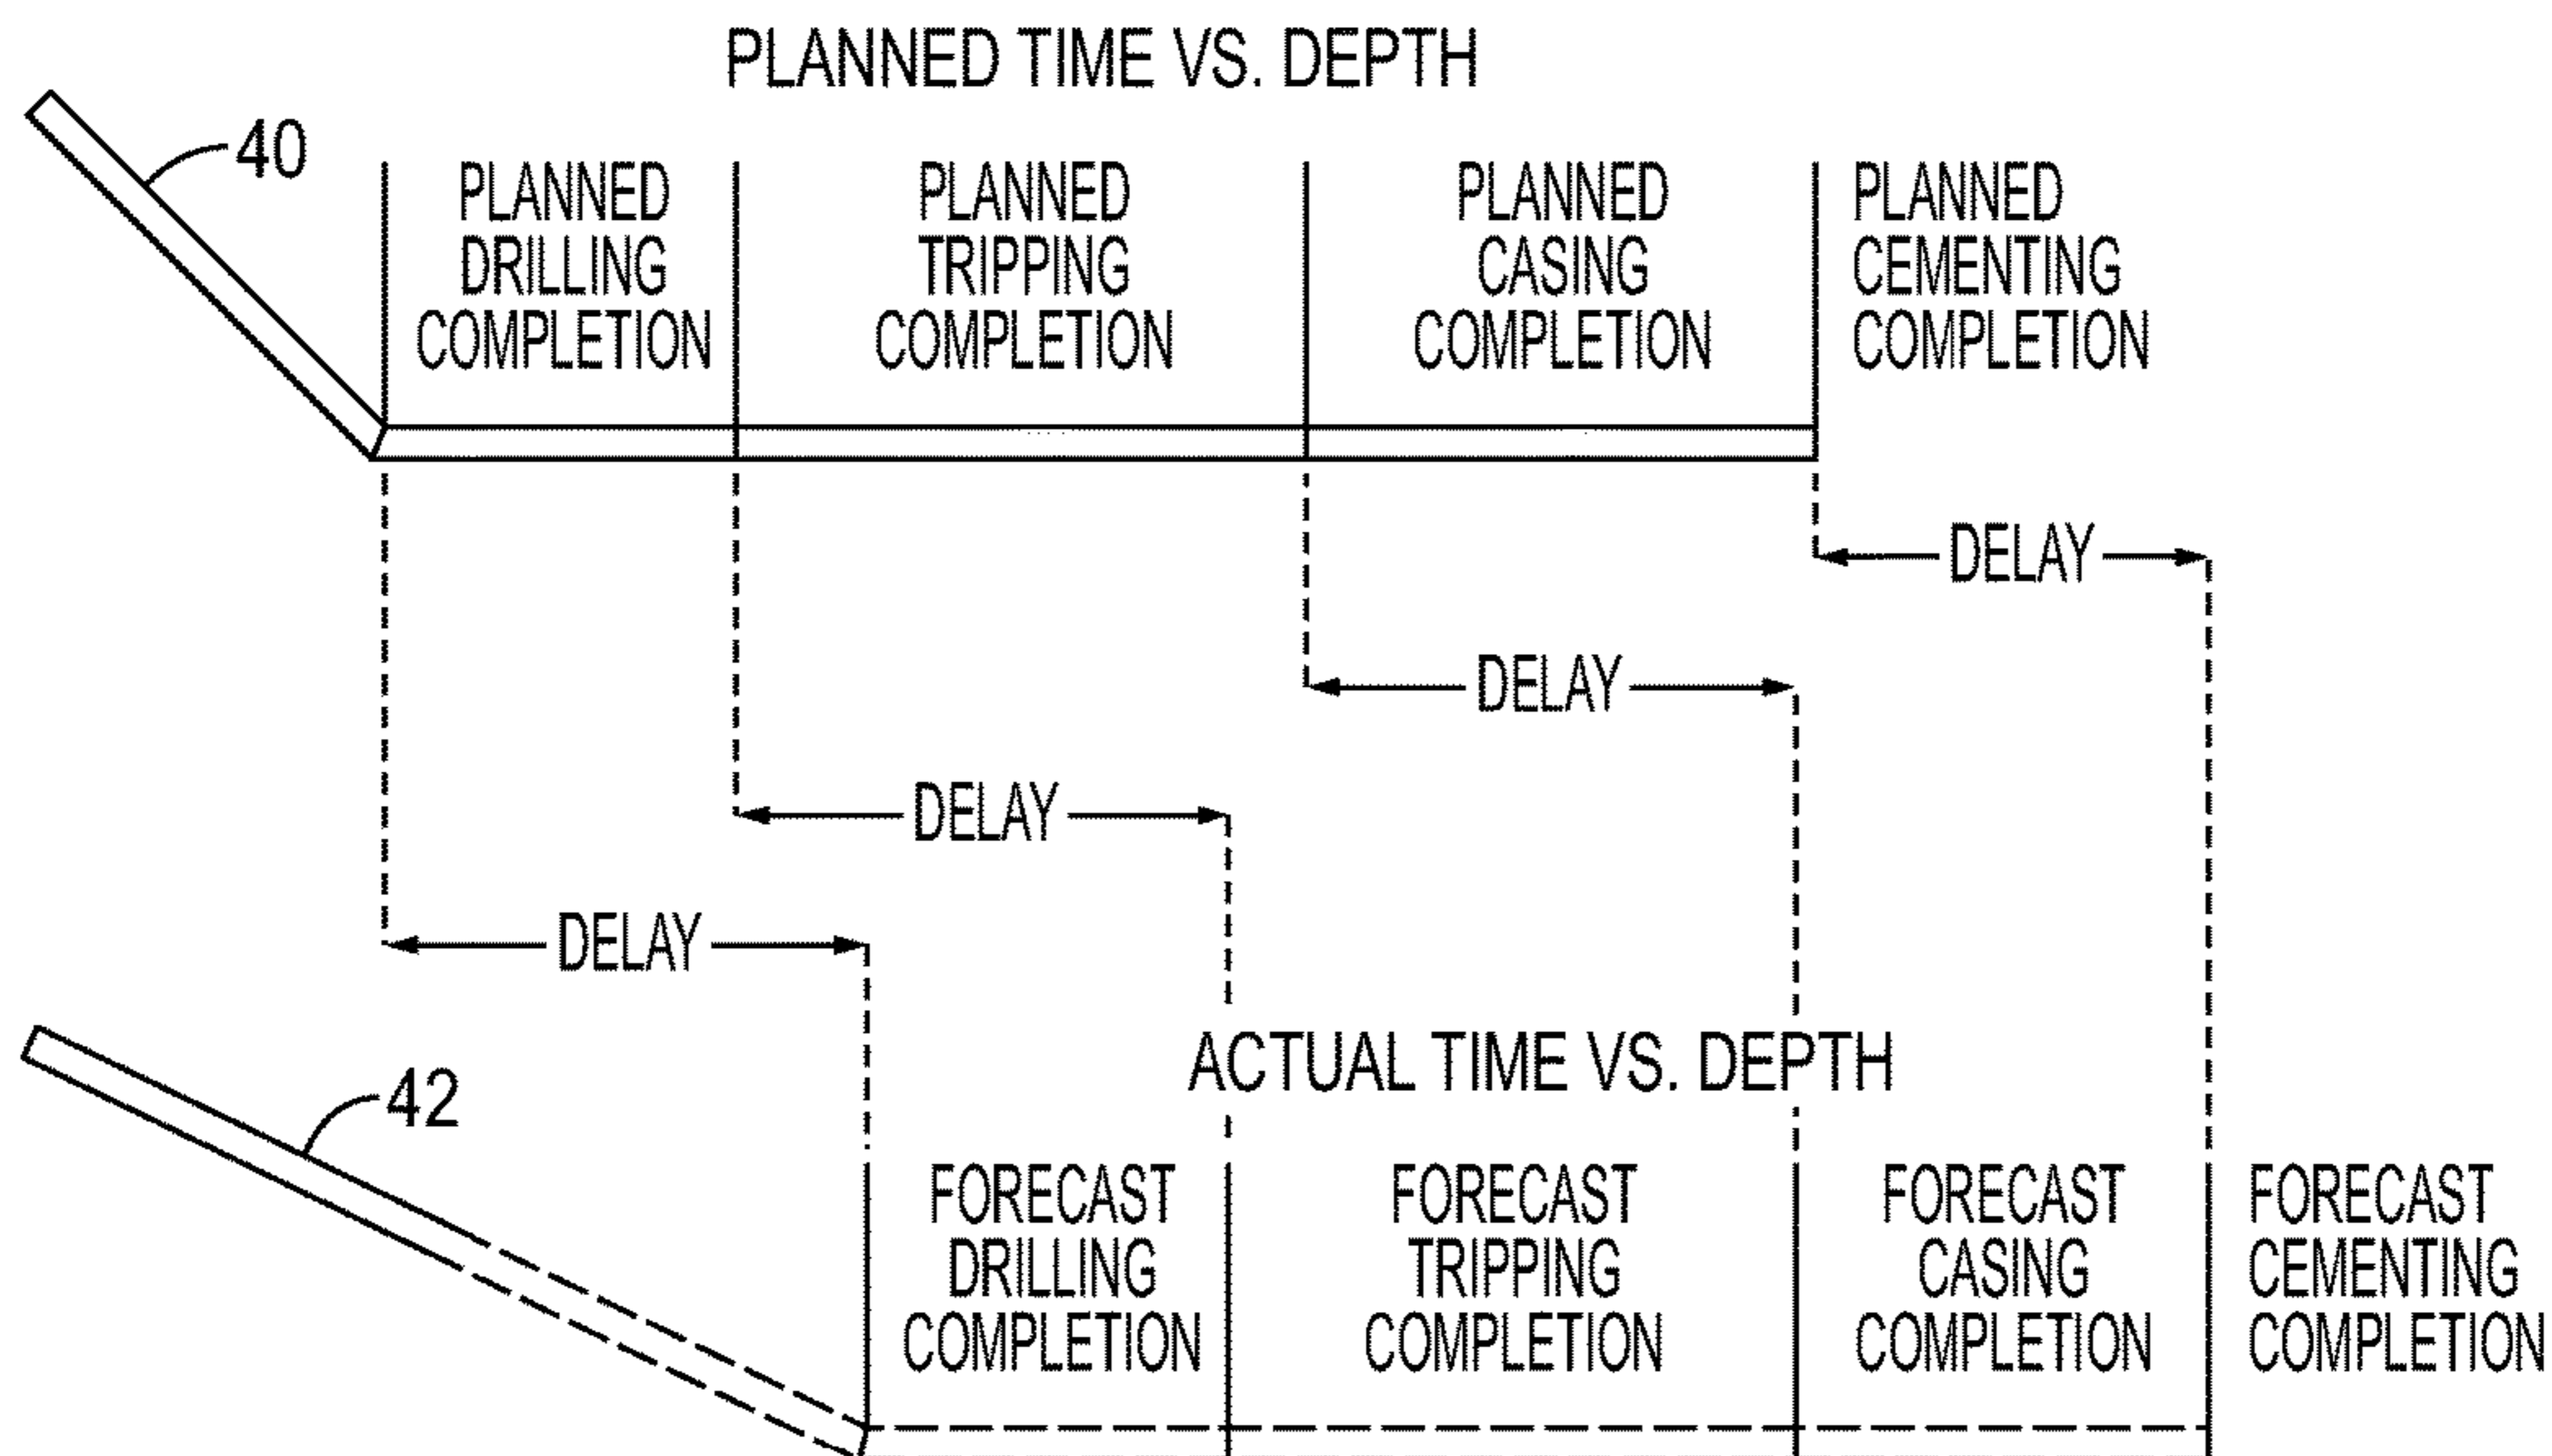 PLANNED TIME VS. DEPTH
40
PLANNED
DRILLING
COMPLETION
PLANNED
TRIPPING
COMPLETION
PLANNED
CASING
COMPLETION
PLANNED
CEMENTING
COMPLETION
DELAY
DELAY
DELAY
DELAY
ACTUAL TIME VS. DEPTH
42
FORECAST
DRILLING
COMPLETION
FORECAST
TRIPPING
COMPLETION
FORECAST
CASING
COMPLETION
FORECAST
CEMENTING
COMPLETION